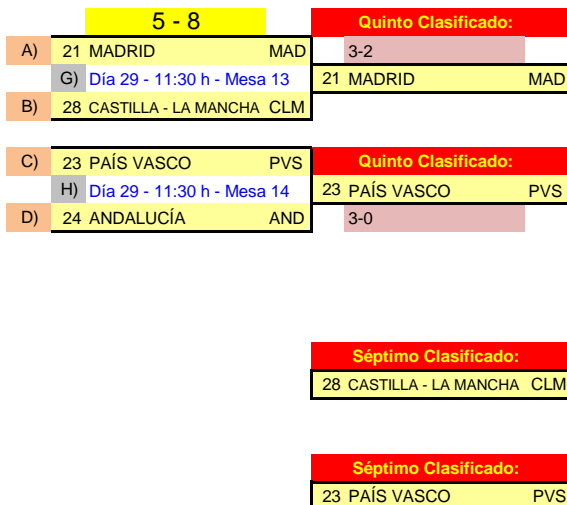 5 - 8 Quinto Clasificado:
A) 21 MADRID MAD 3-2
G) Día 29 - 11:30 h - Mesa 13 21 MADRID MAD
B) 28 CASTILLA - LA MANCHA CLM
C) 23 PAÍS VASCO PVS Quinto Clasificado:
H) Día 29 - 11:30 h - Mesa 14 23 PAÍS VASCO PVS
D) 24 ANDALUCÍA AND 3-0
Séptimo Clasificado:
28 CASTILLA - LA MANCHA CLM
Séptimo Clasificado:
23 PAÍS VASCO PVS